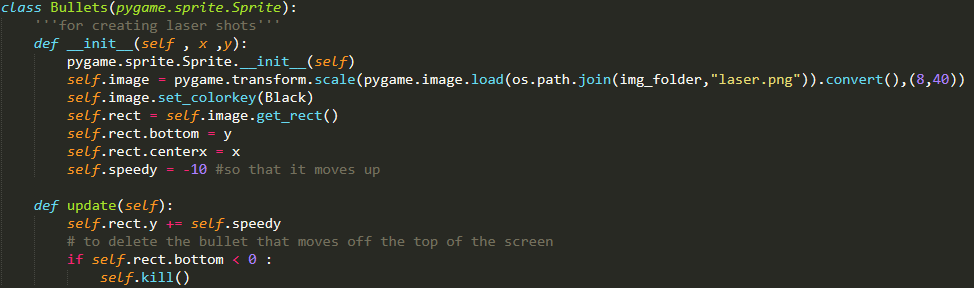 class Bullets(pygame.sprite.Sprite):
    '''for creating laser shots'''
    def __init__(self , x ,y):
        pygame.sprite.Sprite.__init__(self)
        self.image = pygame.transform.scale(pygame.image.load(os.path.join(img_folder,"laser.png")).convert(),(8,40))
        self.image.set_colorkey(Black)
        self.rect = self.image.get_rect()
        self.rect.bottom = y
        self.rect.centerx = x
        self.speedy = -10 #so that it moves up

    def update(self):
        self.rect.y += self.speedy
        # to delete the bullet that moves off the top of the screen
        if self.rect.bottom < 0 :
            self.kill()